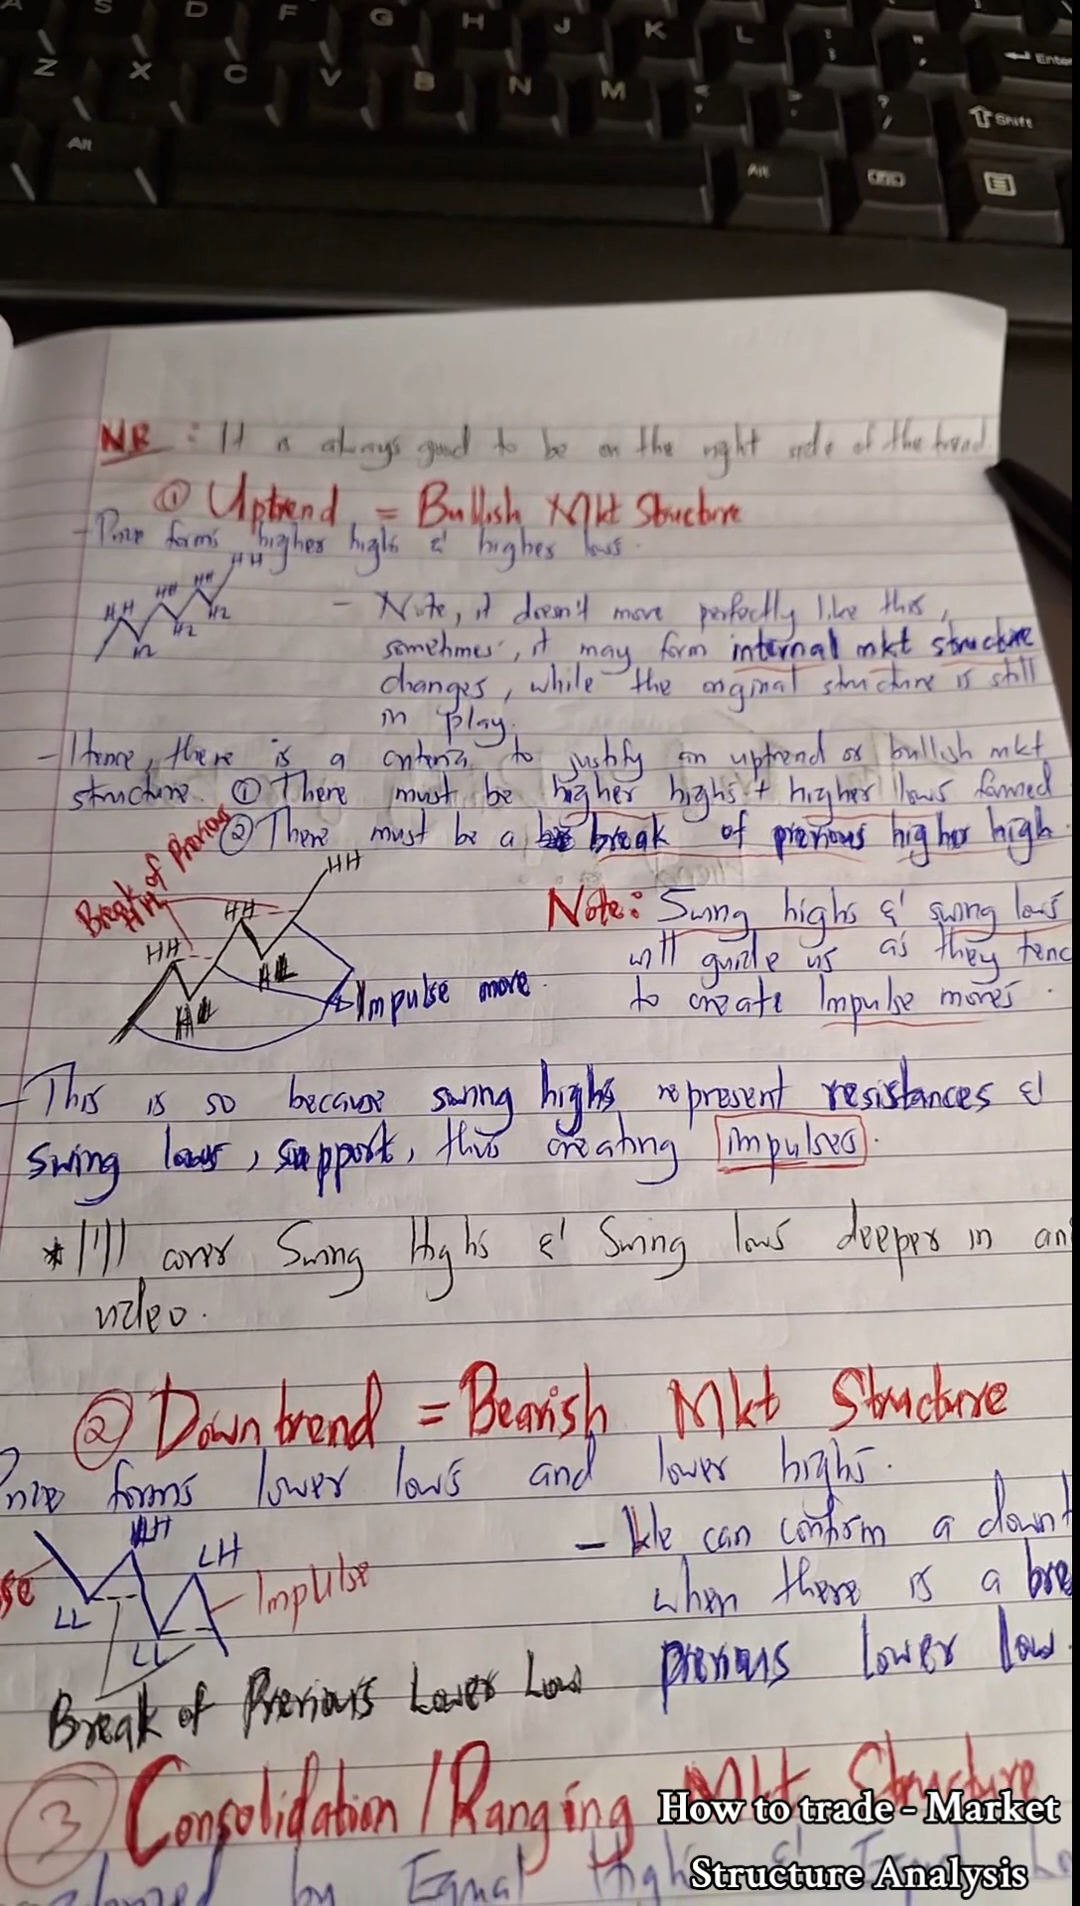 A S D F G H J K L : "
Z X C V B N M < > ? Enter
Alt Alt Shift
NB : It is always good to be on the right side of the trend.
① Uptrend = Bullish Mkt Structure
- Price forms higher highs & higher lows.
HH HH HH HH
HL HL HL
- Note, it doesn't move perfectly like this,
sometimes, it may form internal mkt structure
changes, while the original structure is still
in play.
- Hence, there is a criteria to justify an uptrend or bullish mkt
structure. ① There must be higher highs + higher lows formed
② There must be a break of previous higher high.
Break of Previous
HH
HH
HH
HH
HL
HL
Impulse move.
Note: Swing highs & swing lows
will guide us as they tend
to create Impulse moves.
- This is so because swing highs represent resistances &
swing lows, support, thus creating impulses.
* I'll cover Swing Highs & Swing lows deeper in an
video.
② Downtrend = Bearish Mkt Structure
Price forms lower lows and lower highs.
LH
LH
se
Impulse
LL
LL
Break of Previous Lower Low
- We can confirm a down
when there is a bre
previous lower low.
③ Consolidation / Ranging Mkt Structure
by Equal High &
How to trade - Market
Structure Analysis